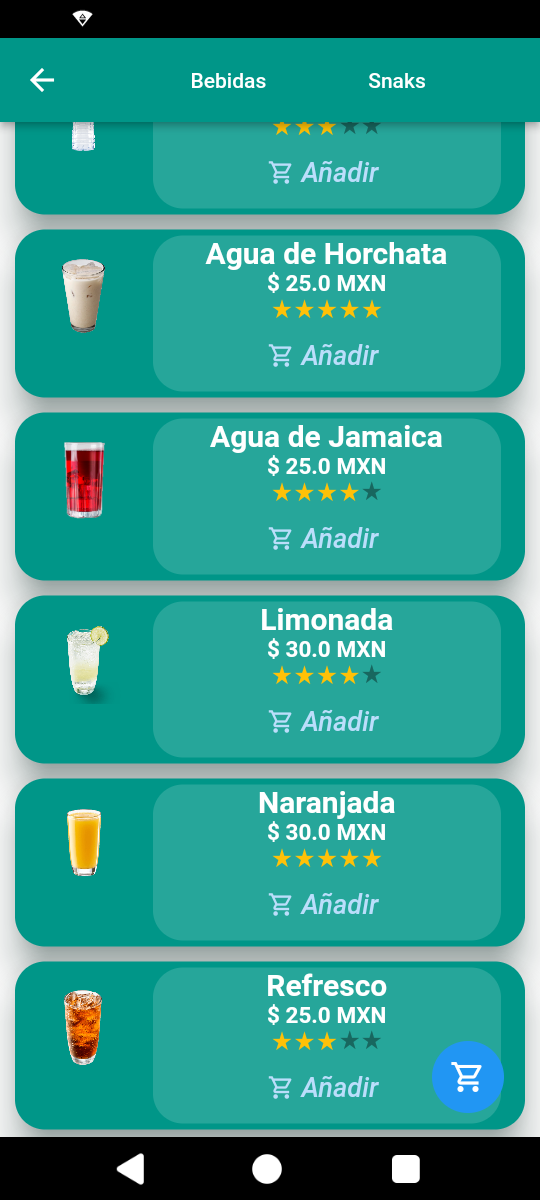 Bebidas Snaks
Añadir
Agua de Horchata
$ 25.0 MXN
Añadir
Agua de Jamaica
$ 25.0 MXN
Añadir
Limonada
$ 30.0 MXN
Añadir
Naranjada
$ 30.0 MXN
Añadir
Refresco
$ 25.0 MXN
Añadir